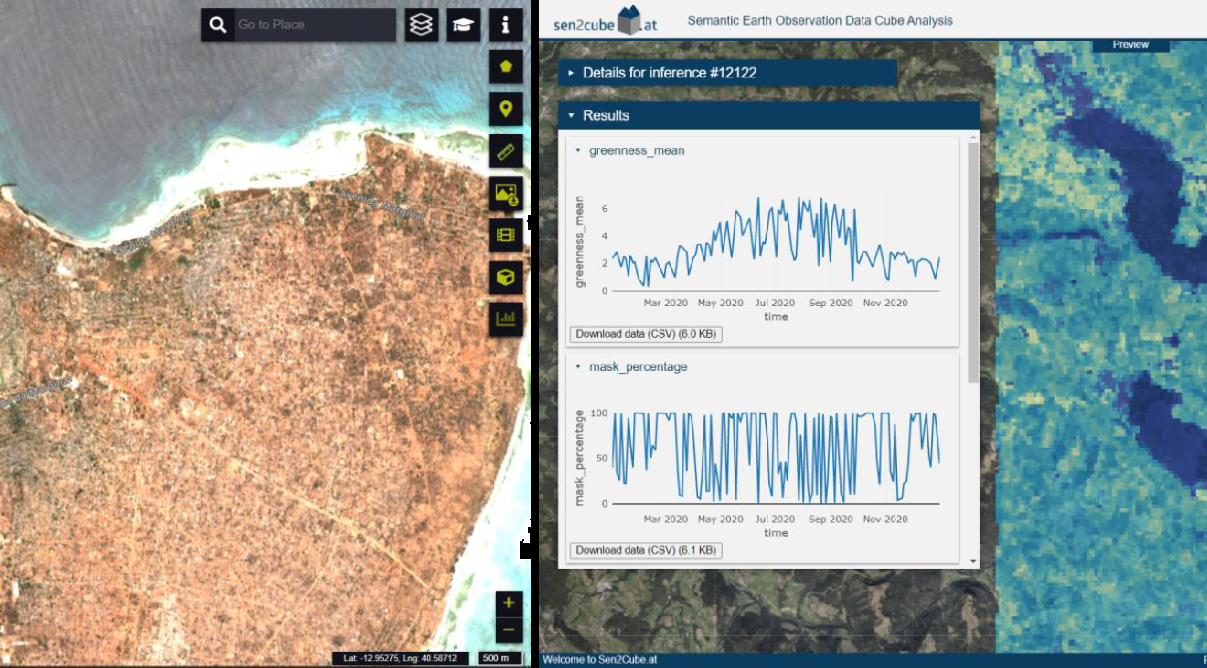 Go to Place
Avenida Marginal
Lat: -12.95275, Lng: 40.58712
500 m
sen2cube.at
Semantic Earth Observation Data Cube Analysis
Preview
Details for inference #12122
Results
greenness_mean
greenness_mean
6
4
2
0
Mar 2020 May 2020 Jul 2020 Sep 2020 Nov 2020
time
Download data (CSV) (6.0 KB)
mask_percentage
mask_percentage
100
50
0
Mar 2020 May 2020 Jul 2020 Sep 2020 Nov 2020
time
Download data (CSV) (6.1 KB)
Welcome to Sen2Cube.at